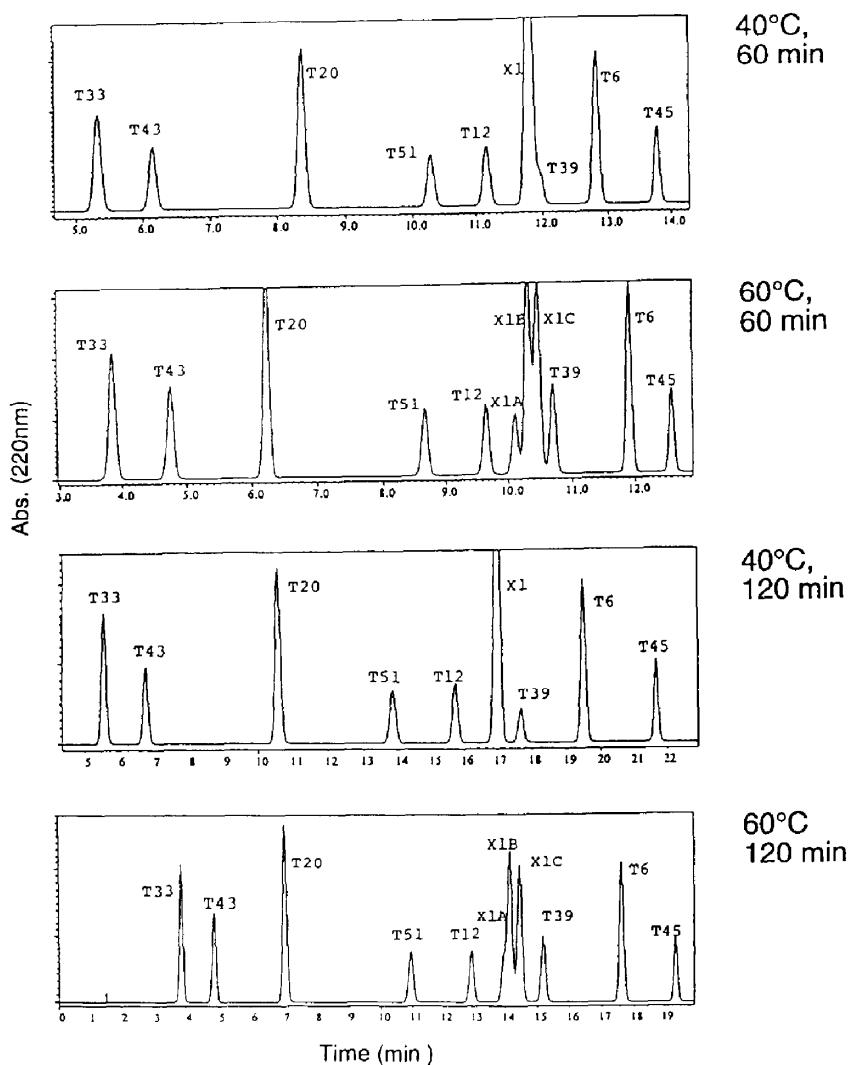 40°C,
60 min
T33
T43
T20
T51
T12
X1
T39
T6
T45
5.0 6.0 7.0 8.0 9.0 10.0 11.0 12.0 13.0 14.0
60°C,
60 min
T33
T43
T20
T51
T12
X1A
X1B
X1C
T39
T6
T45
3.0 4.0 5.0 6.0 7.0 8.0 9.0 10.0 11.0 12.0
Abs. (220nm)
40°C,
120 min
T33
T43
T20
T51
T12
X1
T39
T6
T45
5 6 7 8 9 10 11 12 13 14 15 16 17 18 19 20 21 22
60°C
120 min
T33
T43
T20
T51
T12
X1A
X1B
X1C
T39
T6
T45
0 1 2 3 4 5 6 7 8 9 10 11 12 13 14 15 16 17 18 19
Time (min )